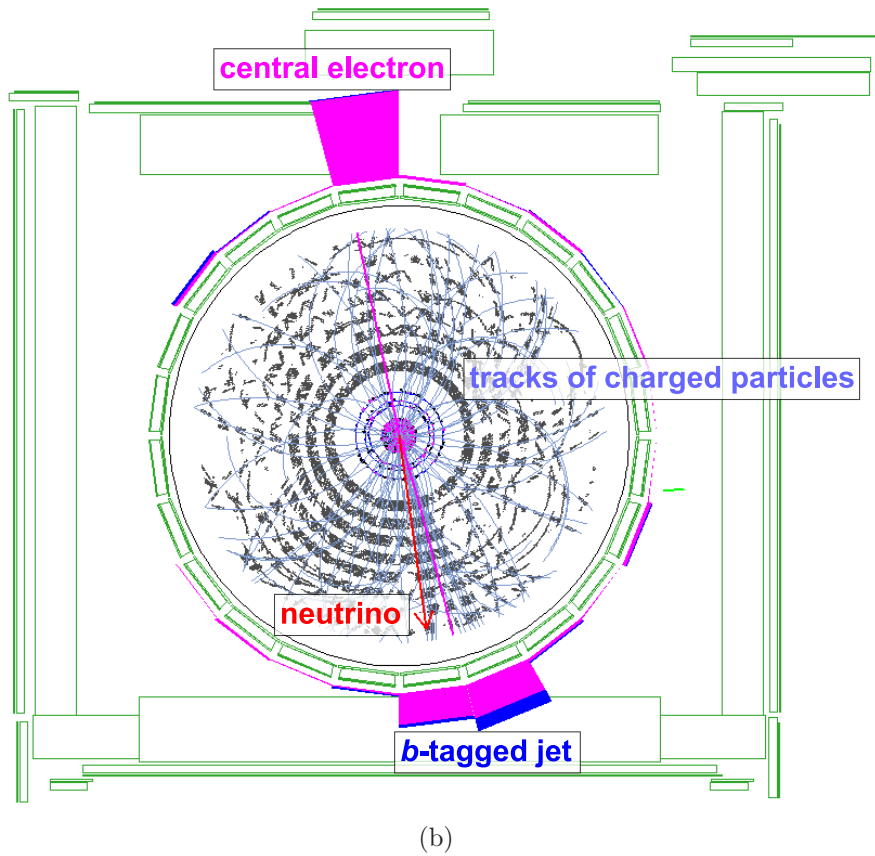 central electron
tracks of charged particles
neutrino
b-tagged jet
(b)